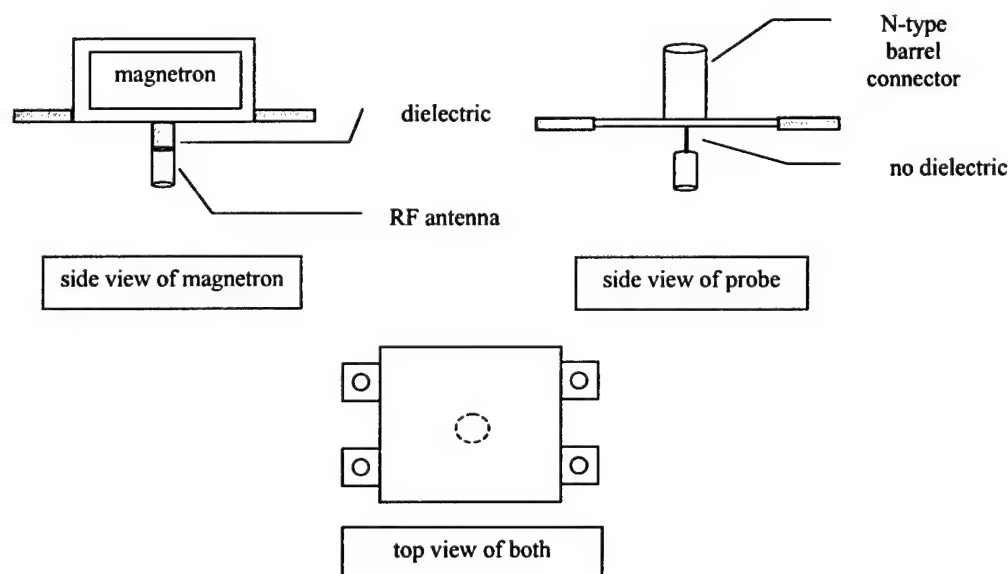 magnetron
dielectric
RF antenna
side view of magnetron
N-type
barrel
connector
no dielectric
side view of probe
top view of both